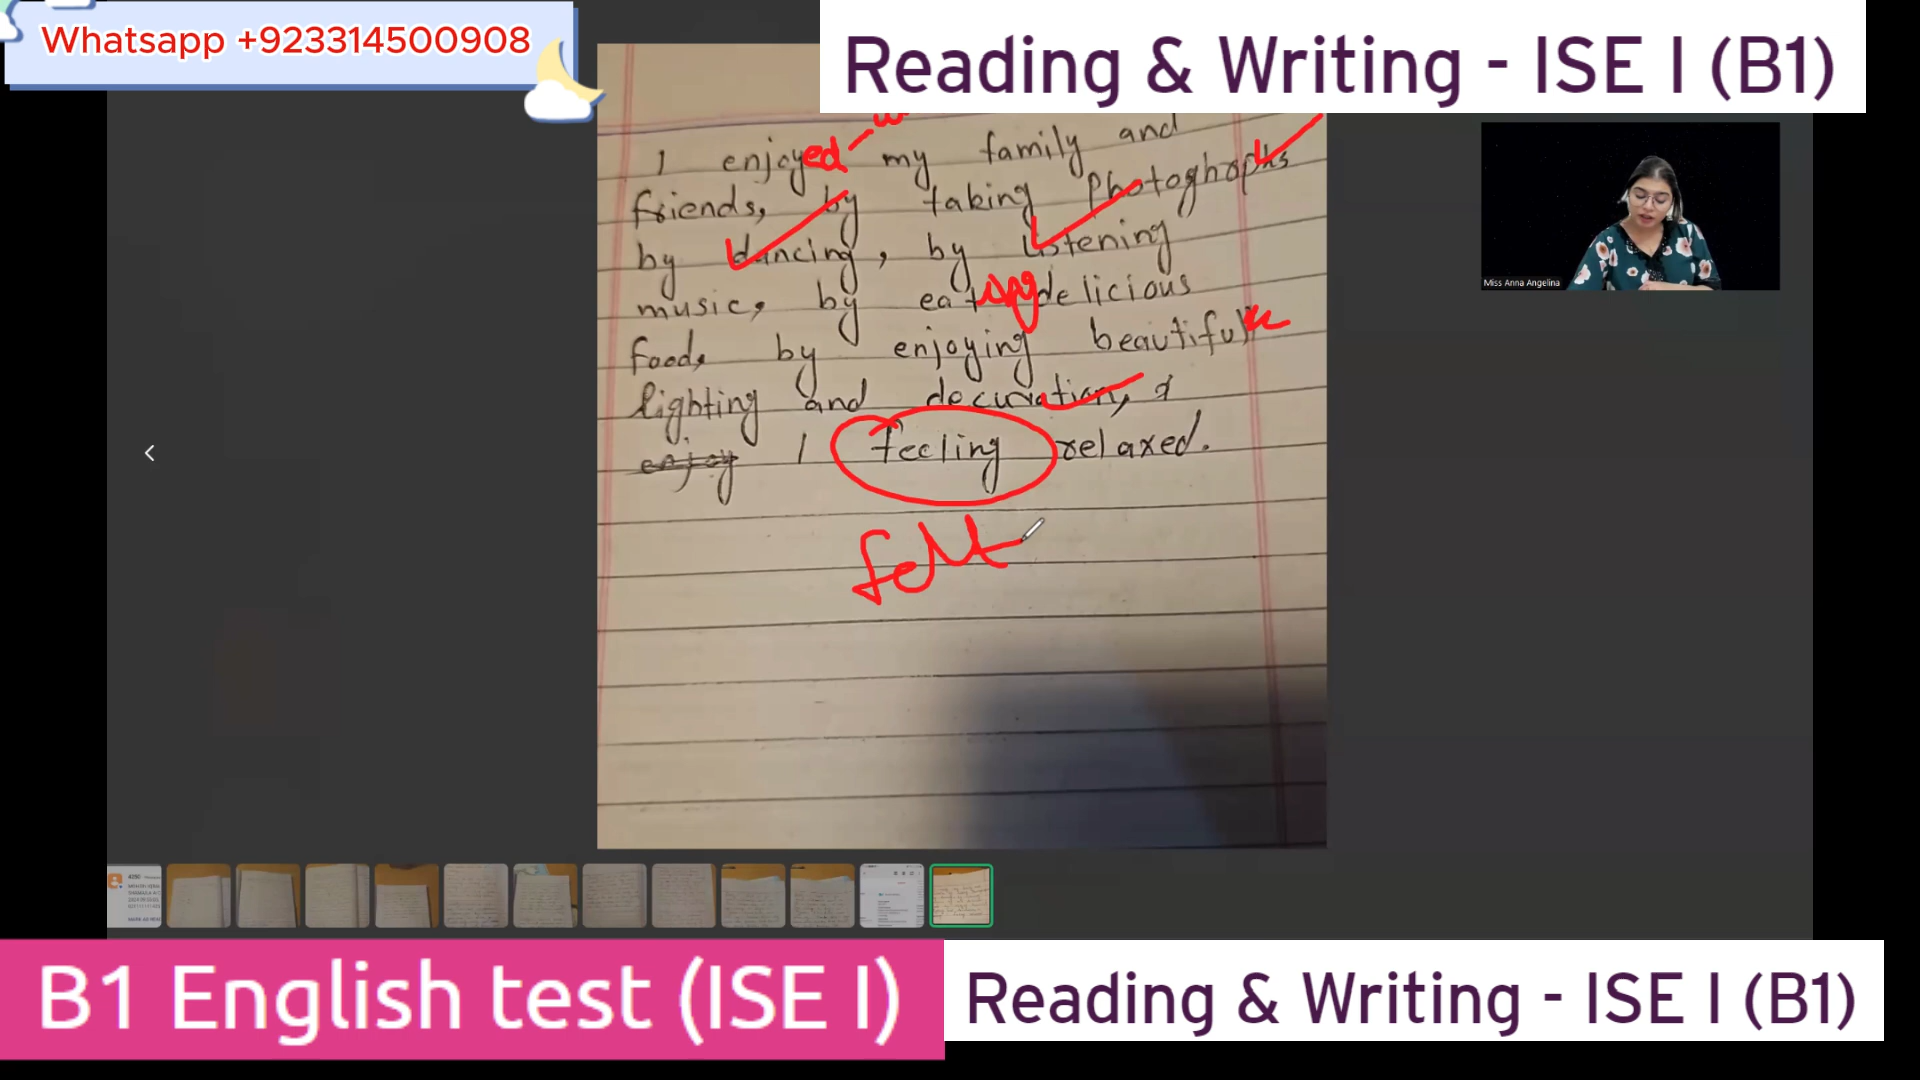 Whatsapp +923314500908
Reading & Writing - ISE I (B1)
I enjoyed my family and
friends, by taking photoghophs
by dancing, by listening
music, by eating delicious
food, by enjoying beautiful
lighting and decuration, &
enjoy I feeling relaxed.
felt
Miss Anna Angelina
B1 English test (ISE I)
Reading & Writing - ISE I (B1)